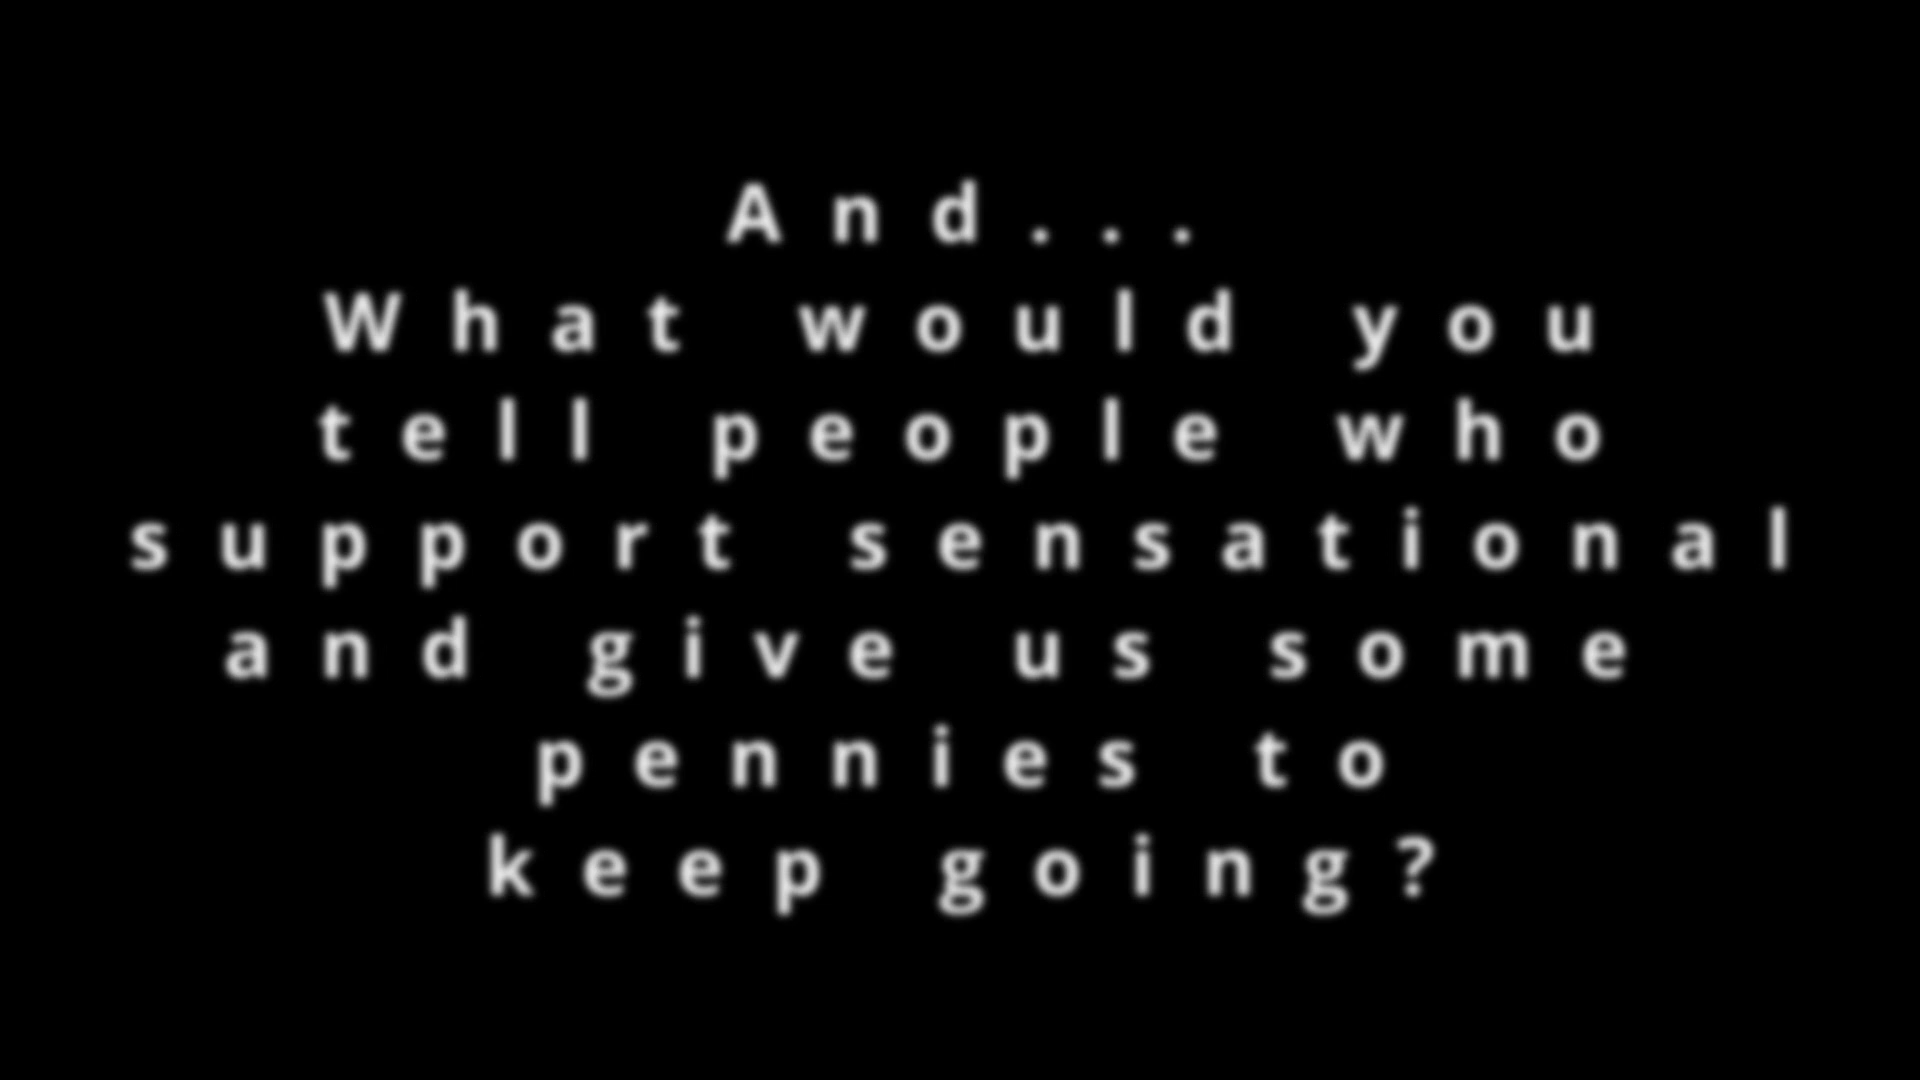 And...
What would you
tell people who
support sensational
and give us some
pennies to
keep going?